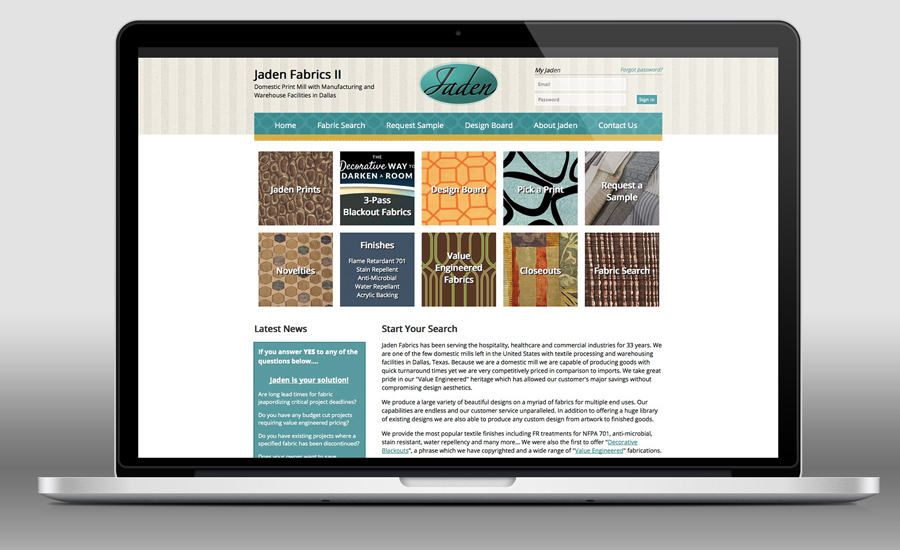 Jaden Fabrics II
Domestic Print Mill with Manufacturing and
Warehouse Facilities in Dallas
Jaden
My Jaden
Forgot password?
Email
Password
Sign in
Home
Fabric Search
Request Sample
Design Board
About Jaden
Contact Us
Jaden Prints
THE
Decorative WAY TO
DARKEN A ROOM
3-Pass
Blackout Fabrics
Design Board
Pick a Print
Request a
Sample
Novelties
Finishes
Flame Retardant 701
Stain Repellent
Anti-Microbial
Water Repellant
Acrylic Backing
Value
Engineered
Fabrics
Closeouts
Fabric Search
Latest News
If you answer YES to any of the
questions below....
Jaden is your solution!
Are long lead times for fabric
jeapordizing critical project deadlines?
Do you have any budget cut projects
requiring value engineered pricing?
Do you have existing projects where a
specified fabric has been discontinued?
Does your owner want to save
Start Your Search
Jaden Fabrics has been serving the hospitality, healthcare and commercial industries for 33 years. We
are one of the few domestic mills left in the United States with textile processing and warehousing
facilities in Dallas, Texas. Because we are a domestic mill we are capable of producing goods with
quick turnaround times yet we are very competitively priced in comparison to imports. We take great
pride in our "Value Engineered" heritage which has allowed our customer's major savings without
compromising design aesthetics.
We produce a large variety of beautiful designs on a myriad of fabrics for multiple end uses. Our
capabilities are endless and our customer service unparalleled. In addition to offering a huge library
of existing designs we are also able to produce any custom design from artwork to finished goods.
We provide the most popular textile finishes including FR treatments for NFPA 701, anti-microbial,
stain resistant, water repellency and many more... We were also the first to offer "Decorative
Blackouts", a phrase which we have copyrighted and a wide range of "Value Engineered" fabrications.